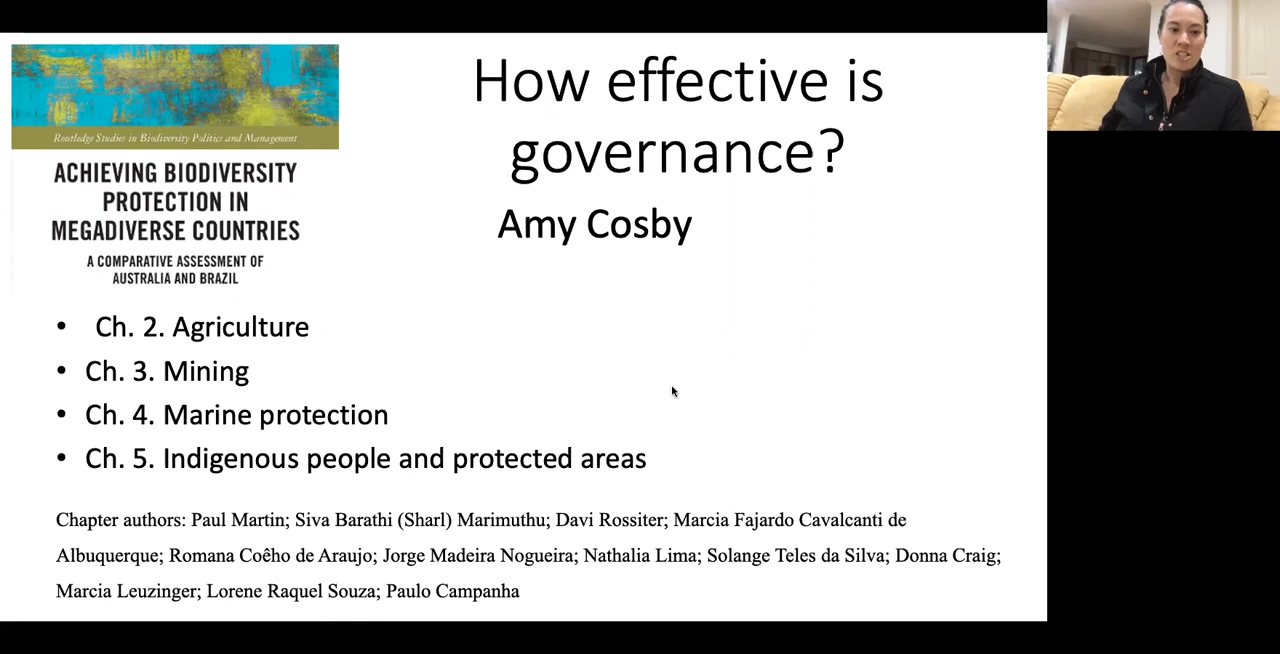 Routledge Studies in Biodiversity Politics and Management
ACHIEVING BIODIVERSITY
PROTECTION IN
MEGADIVERSE COUNTRIES
A COMPARATIVE ASSESSMENT OF
AUSTRALIA AND BRAZIL
How effective is
governance?
Amy Cosby
• Ch. 2. Agriculture
• Ch. 3. Mining
• Ch. 4. Marine protection
• Ch. 5. Indigenous people and protected areas
Chapter authors: Paul Martin; Siva Barathi (Sharl) Marimuthu; Davi Rossiter; Marcia Fajardo Cavalcanti de
Albuquerque; Romana Coêho de Araujo; Jorge Madeira Nogueira; Nathalia Lima; Solange Teles da Silva; Donna Craig;
Marcia Leuzinger; Lorene Raquel Souza; Paulo Campanha